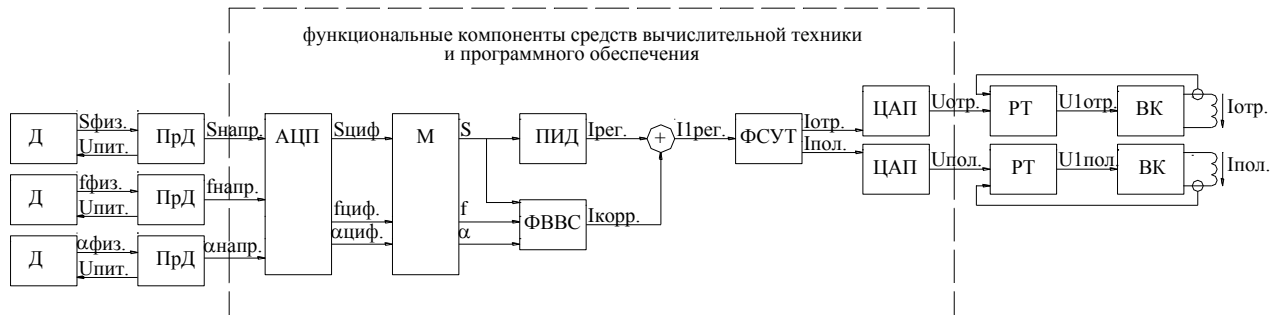 функциональные компоненты средств вычислительной техники
и программного обеспечения
Д
Sфиз.
Uпит.
ПрД
Sнапр.
АЦП
Sциф
М
S
ПИД
Iрег.
+
I1рег.
ФСУТ
Iотр.
Iпол.
ЦАП
Uотр.
РТ
U1отр.
ВК
Iотр.
ЦАП
Uпол.
РТ
U1пол.
ВК
Iпол.
Д
fфиз.
Uпит.
ПрД
fнапр.
fциф.
f
ФВВС
Iкорр.
Д
αфиз.
Uпит.
ПрД
αнапр.
αциф.
α